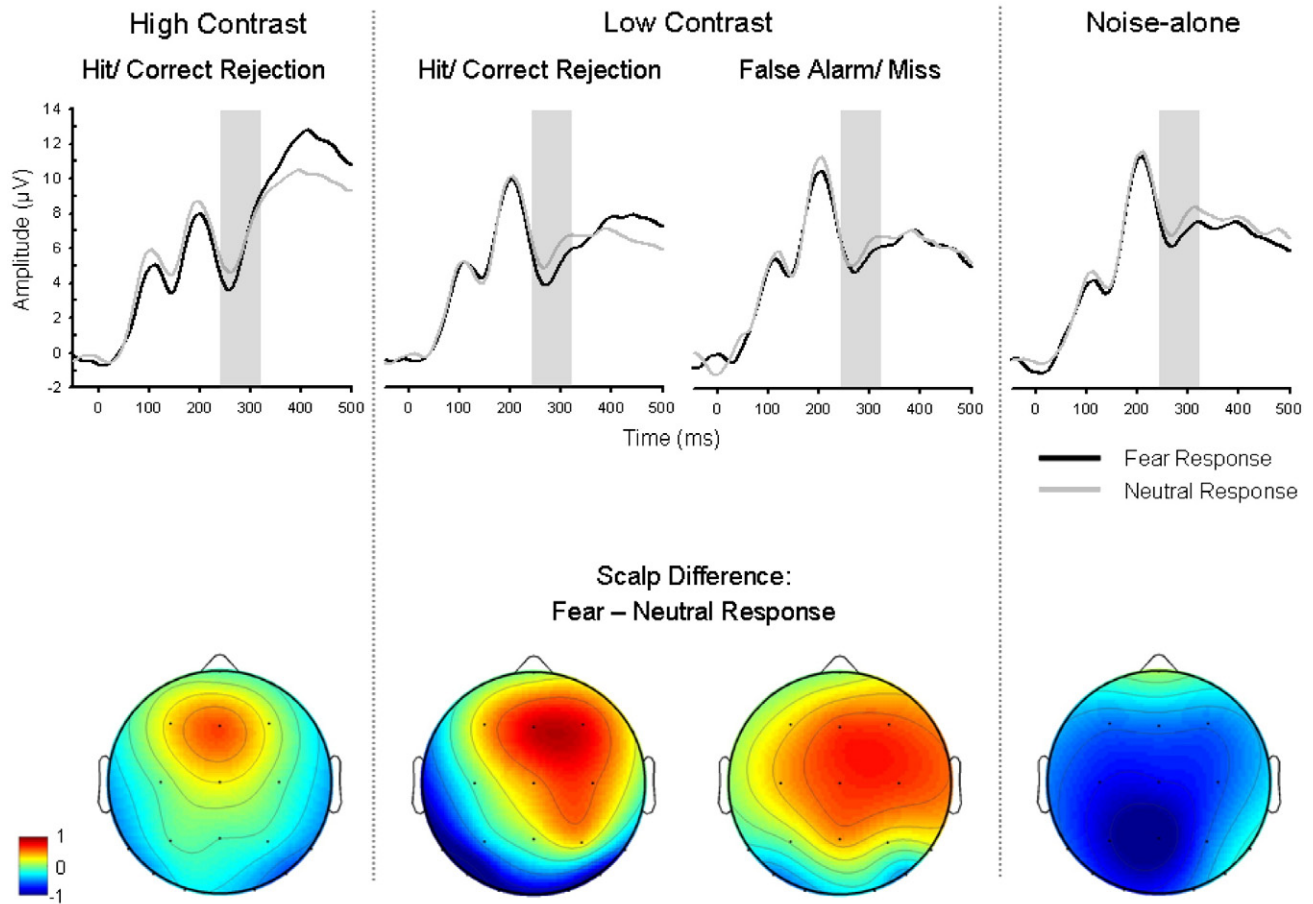 High Contrast
Low Contrast
Noise-alone
Hit/ Correct Rejection
Hit/ Correct Rejection
False Alarm/ Miss
Amplitude (µV)
14
12
10
8
6
4
2
0
-2
0 100 200 300 400 500
0 100 200 300 400 500
0 100 200 300 400 500
0 100 200 300 400 500
Time (ms)
Fear Response
Neutral Response
Scalp Difference:
Fear – Neutral Response
1
0
-1